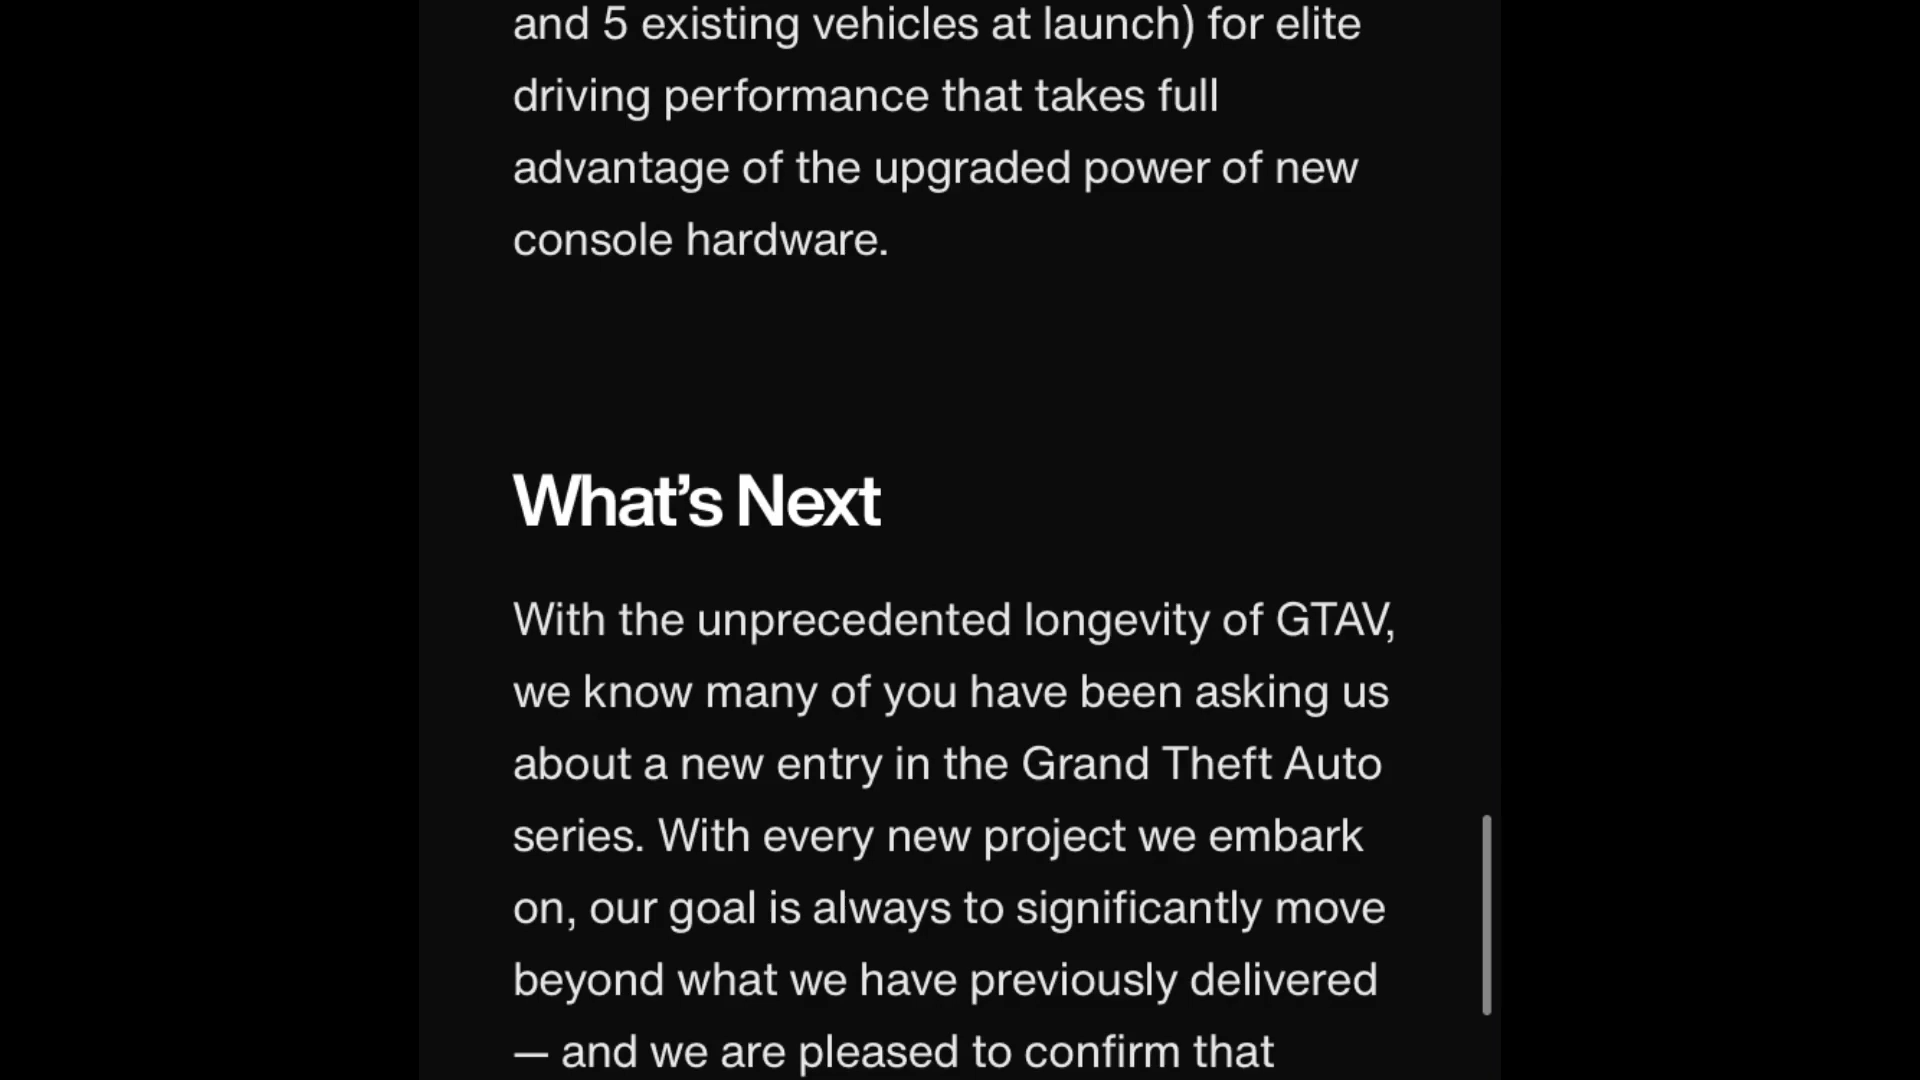 and 5 existing vehicles at launch) for elite
driving performance that takes full
advantage of the upgraded power of new
console hardware.
What’s Next
With the unprecedented longevity of GTAV,
we know many of you have been asking us
about a new entry in the Grand Theft Auto
series. With every new project we embark
on, our goal is always to significantly move
beyond what we have previously delivered
— and we are pleased to confirm that